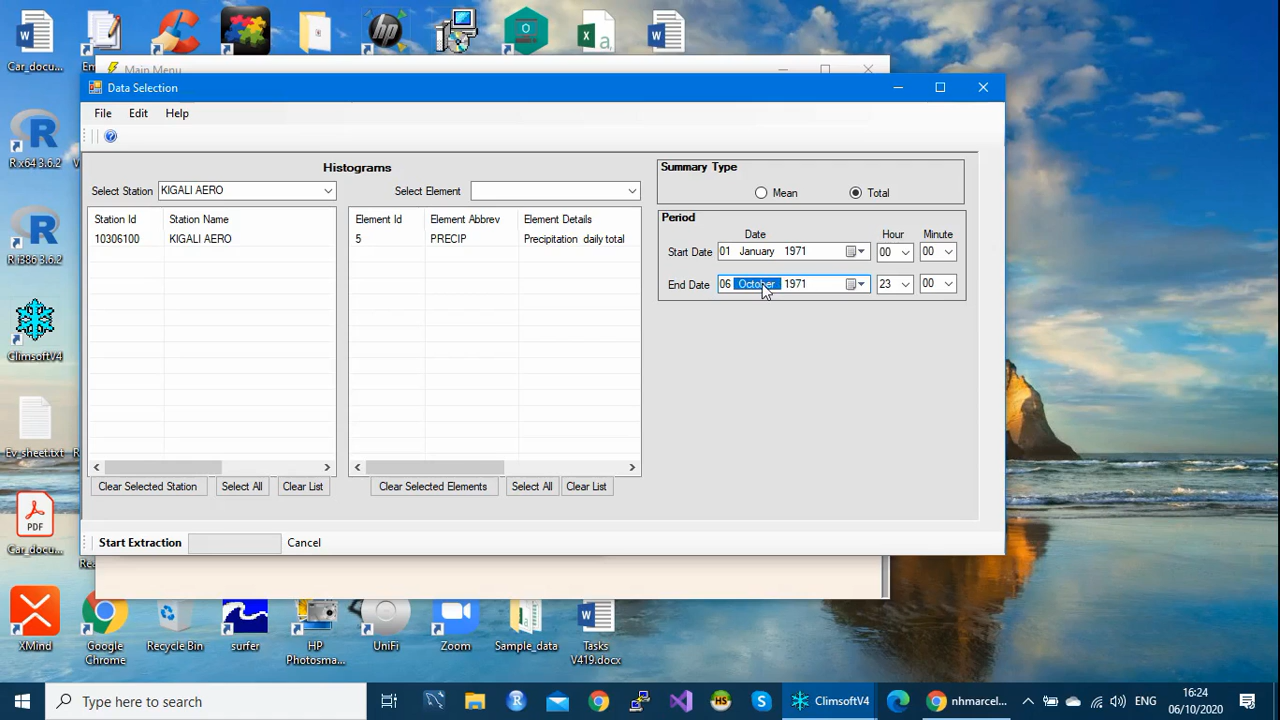 Car_docu...
Em
Main Menu
Data Selection
File Edit Help
Histograms
Select Station KIGALI AERO
Select Element
Station Id Station Name
10306100 KIGALI AERO
Element Id Element Abbrev Element Details
5 PRECIP Precipitation daily total
Clear Selected Station Select All Clear List
Clear Selected Elements Select All Clear List
Summary Type
Mean Total
Period
Date Hour Minute
Start Date 01 January 1971 00 00
End Date 06 October 1971 23 00
Start Extraction Cancel
R x64 3.6.2
R i386 3.6.2
ClimsoftV4
Ev_sheet.txt
PDF
Car_docu...
XMind
Google
Chrome
Recycle Bin
surfer
HP
Photosma...
UniFi
Zoom
Sample_data
Tasks
V419.docx
Type here to search
ClimsoftV4
nhmarcel...
ENG
16:24
06/10/2020